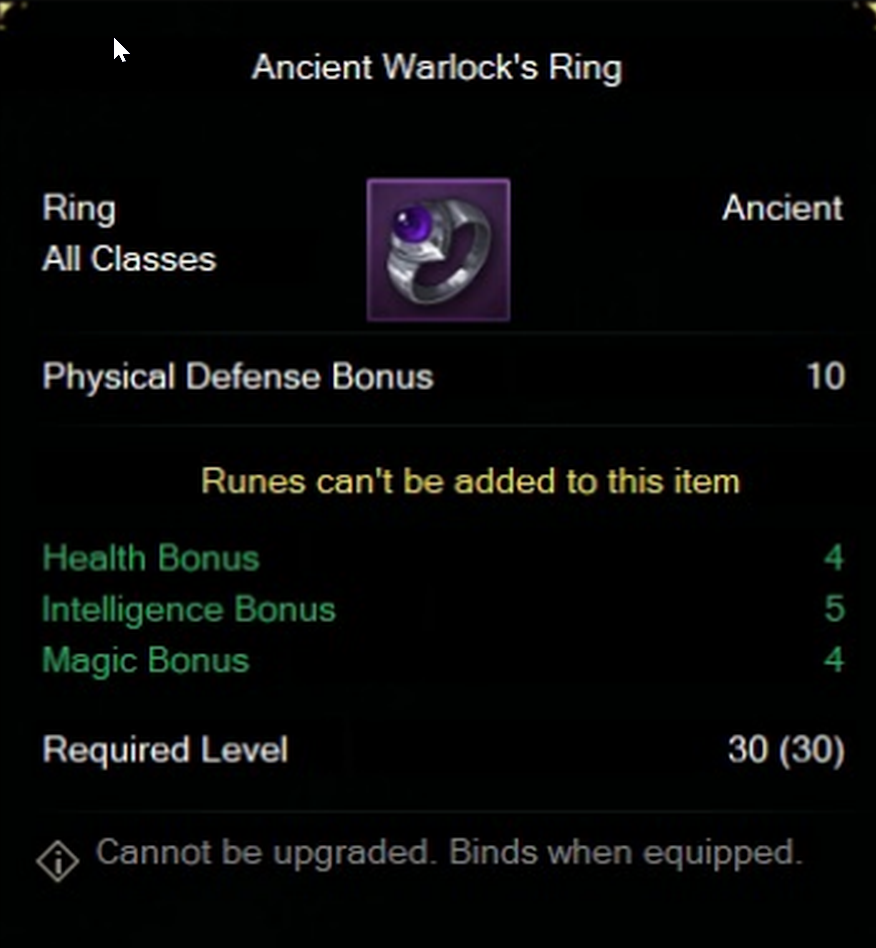 Ancient Warlock's Ring
Ring
Ancient
All Classes
Physical Defense Bonus 10
Runes can't be added to this item
Health Bonus 4
Intelligence Bonus 5
Magic Bonus 4
Required Level 30 (30)
Cannot be upgraded. Binds when equipped.